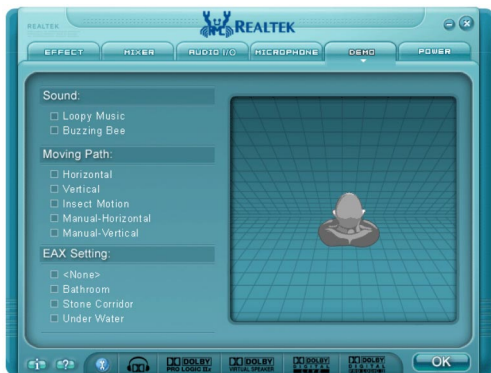 REALTEK
REALTEK
EFFECT MIXER AUDIO I/O MICROPHONE DEMO POWER
Sound:
Loopy Music
Buzzing Bee
Moving Path:
Horizontal
Vertical
Insect Motion
Manual-Horizontal
Manual-Vertical
EAX Setting:
<None>
Bathroom
Stone Corridor
Under Water
i ? DOLBY DOLBY DOLBY DOLBY OK
PRO LOGIC IIx VIRTUAL SPEAKER DIGITAL DIGITAL